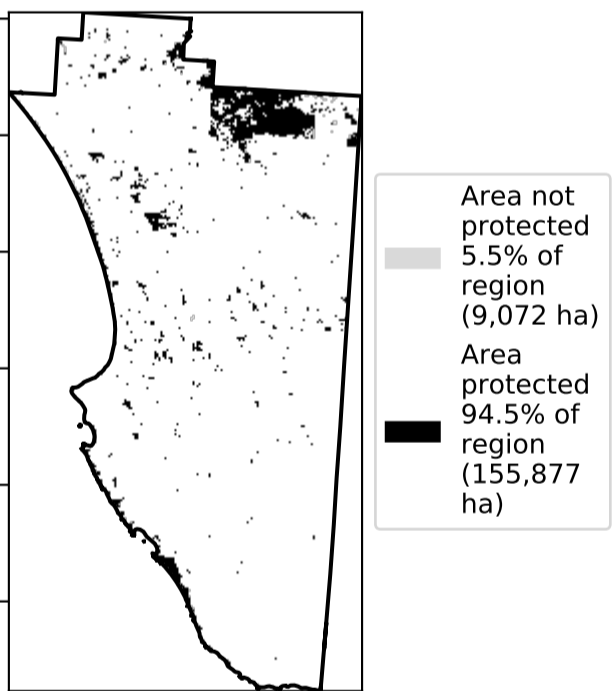 Area not
protected
5.5% of
region
(9,072 ha)
Area
protected
94.5% of
region
(155,877
ha)